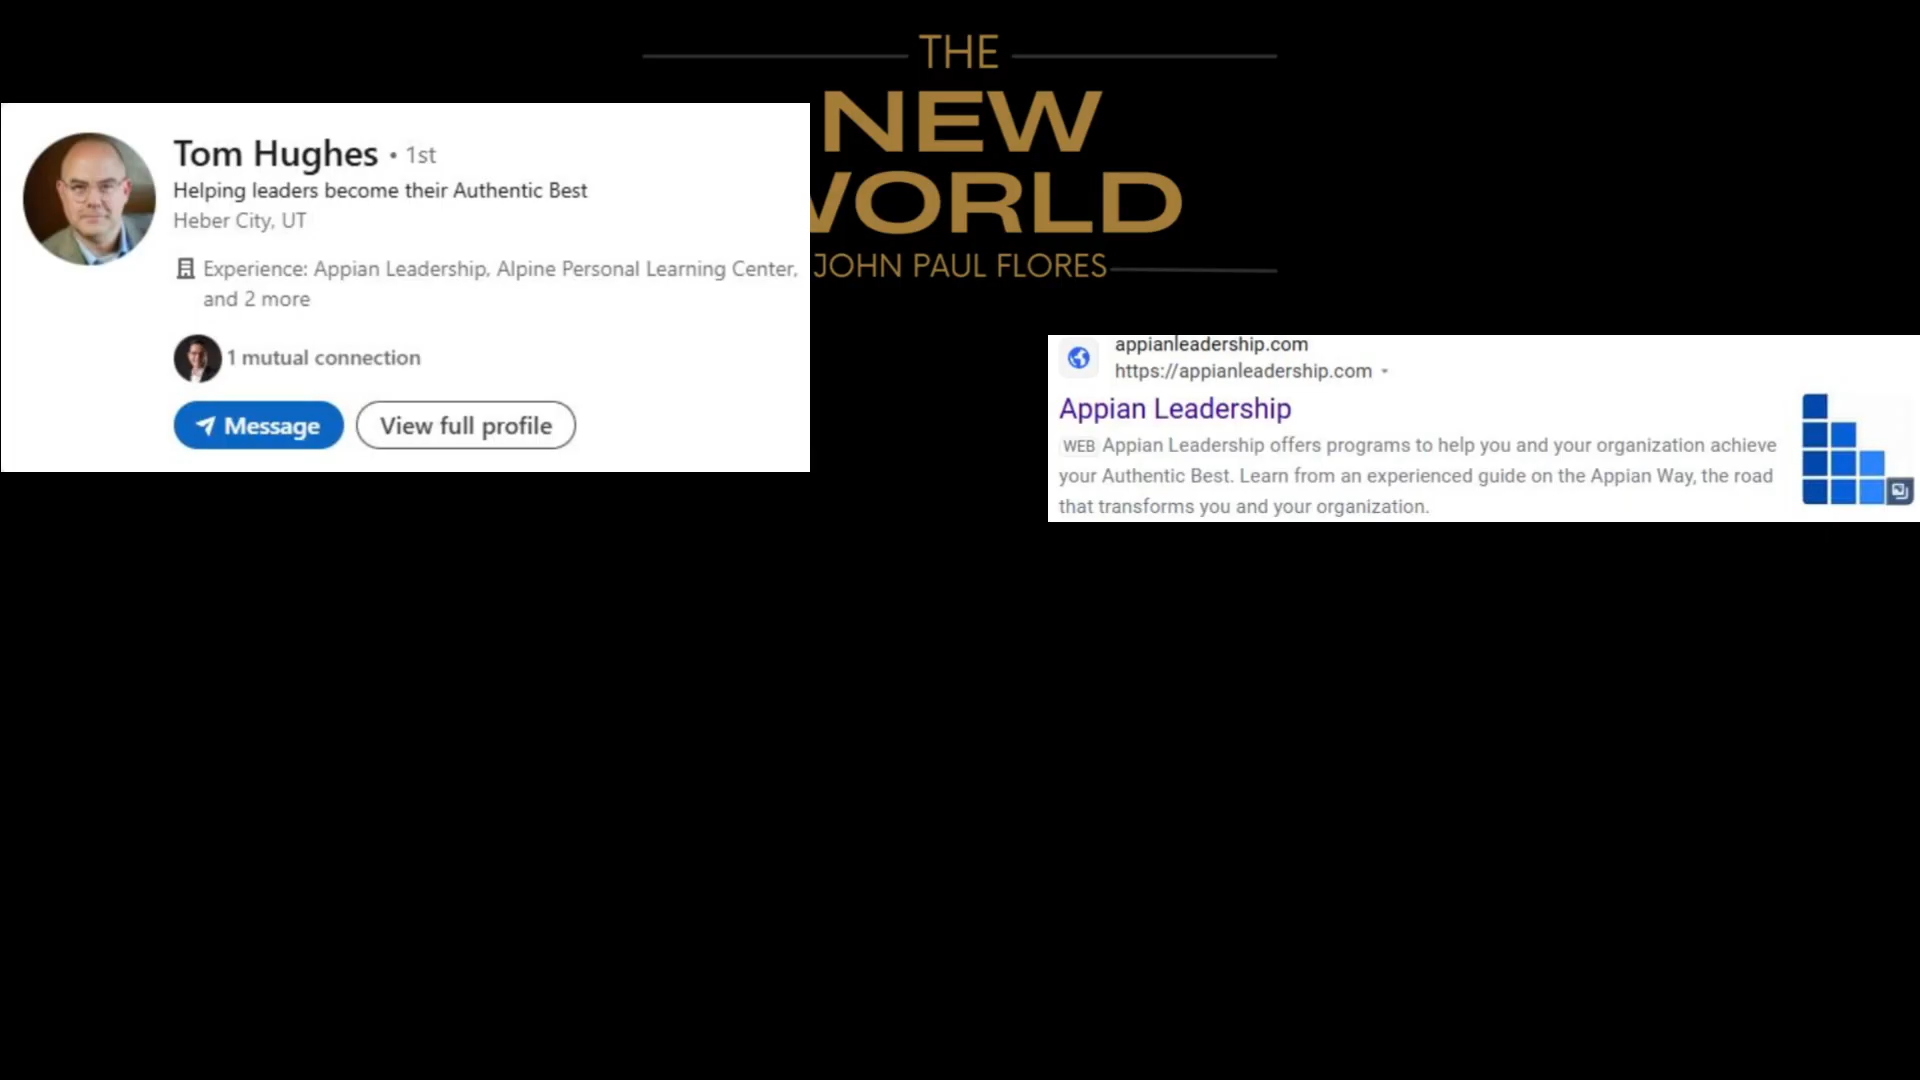 THE
NEW
WORLD
JOHN PAUL FLORES
Tom Hughes • 1st
Helping leaders become their Authentic Best
Heber City, UT
Experience: Appian Leadership, Alpine Personal Learning Center,
and 2 more
1 mutual connection
Message
View full profile
appianleadership.com
https://appianleadership.com
Appian Leadership
WEB Appian Leadership offers programs to help you and your organization achieve
your Authentic Best. Learn from an experienced guide on the Appian Way, the road
that transforms you and your organization.